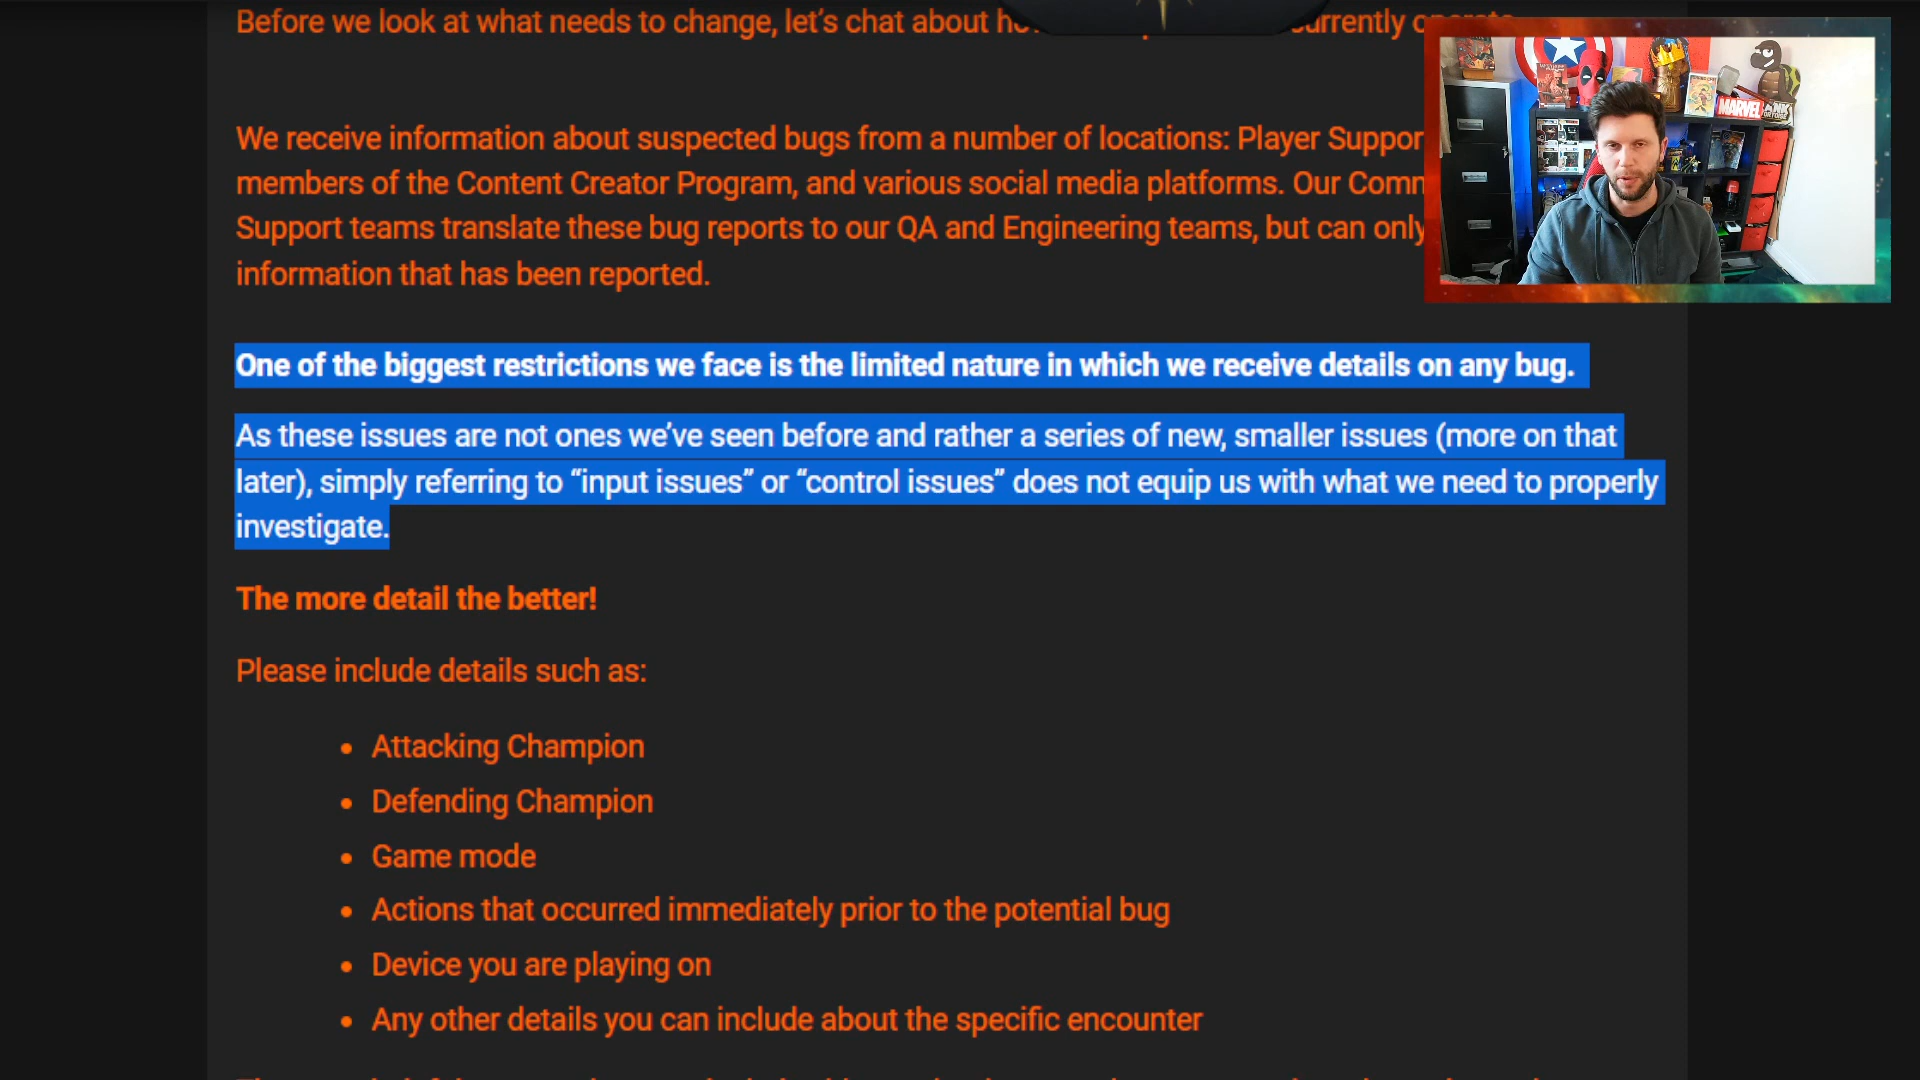 Before we look at what needs to change, let’s chat about
We receive information about suspected bugs from a number of locations: Player
members of the Content Creator Program, and various social media platforms. Our
Support teams translate these bug reports to our QA and Engineering teams, but can only
information that has been reported.
MARVEL
One of the biggest restrictions we face is the limited nature in which we receive details on any bug.
As these issues are not ones we’ve seen before and rather a series of new, smaller issues (more on that
later), simply referring to “input issues” or “control issues” does not equip us with what we need to properly
investigate.
The more detail the better!
Please include details such as:
• Attacking Champion
• Defending Champion
• Game mode
• Actions that occurred immediately prior to the potential bug
• Device you are playing on
• Any other details you can include about the specific encounter